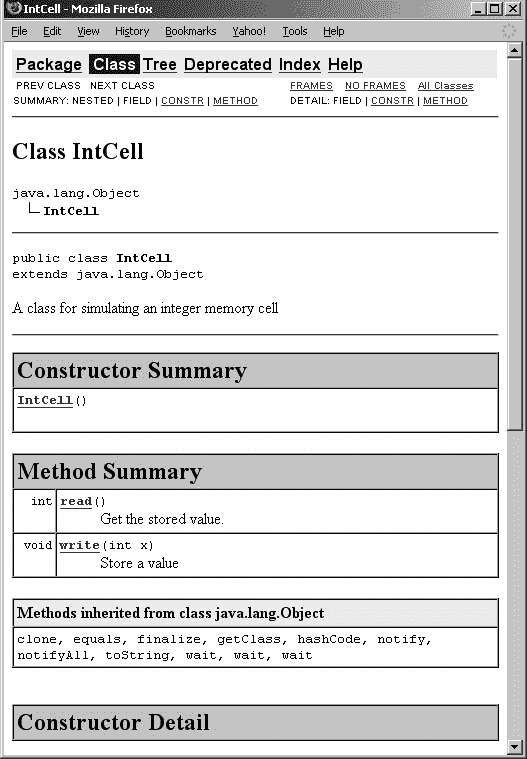 IntCell - Mozilla Firefox
File Edit View History Bookmarks Yahoo! Tools Help
Package Class Tree Deprecated Index Help
PREV CLASS NEXT CLASS FRAMES NO FRAMES All Classes
SUMMARY: NESTED | FIELD | CONSTR | METHOD DETAIL: FIELD | CONSTR | METHOD
Class IntCell
java.lang.Object
IntCell
public class IntCell
extends java.lang.Object
A class for simulating an integer memory cell
Constructor Summary
IntCell()
Method Summary
int read()
Get the stored value.
void write(int x)
Store a value
Methods inherited from class java.lang.Object
clone, equals, finalize, getClass, hashCode, notify,
notifyAll, toString, wait, wait, wait
Constructor Detail